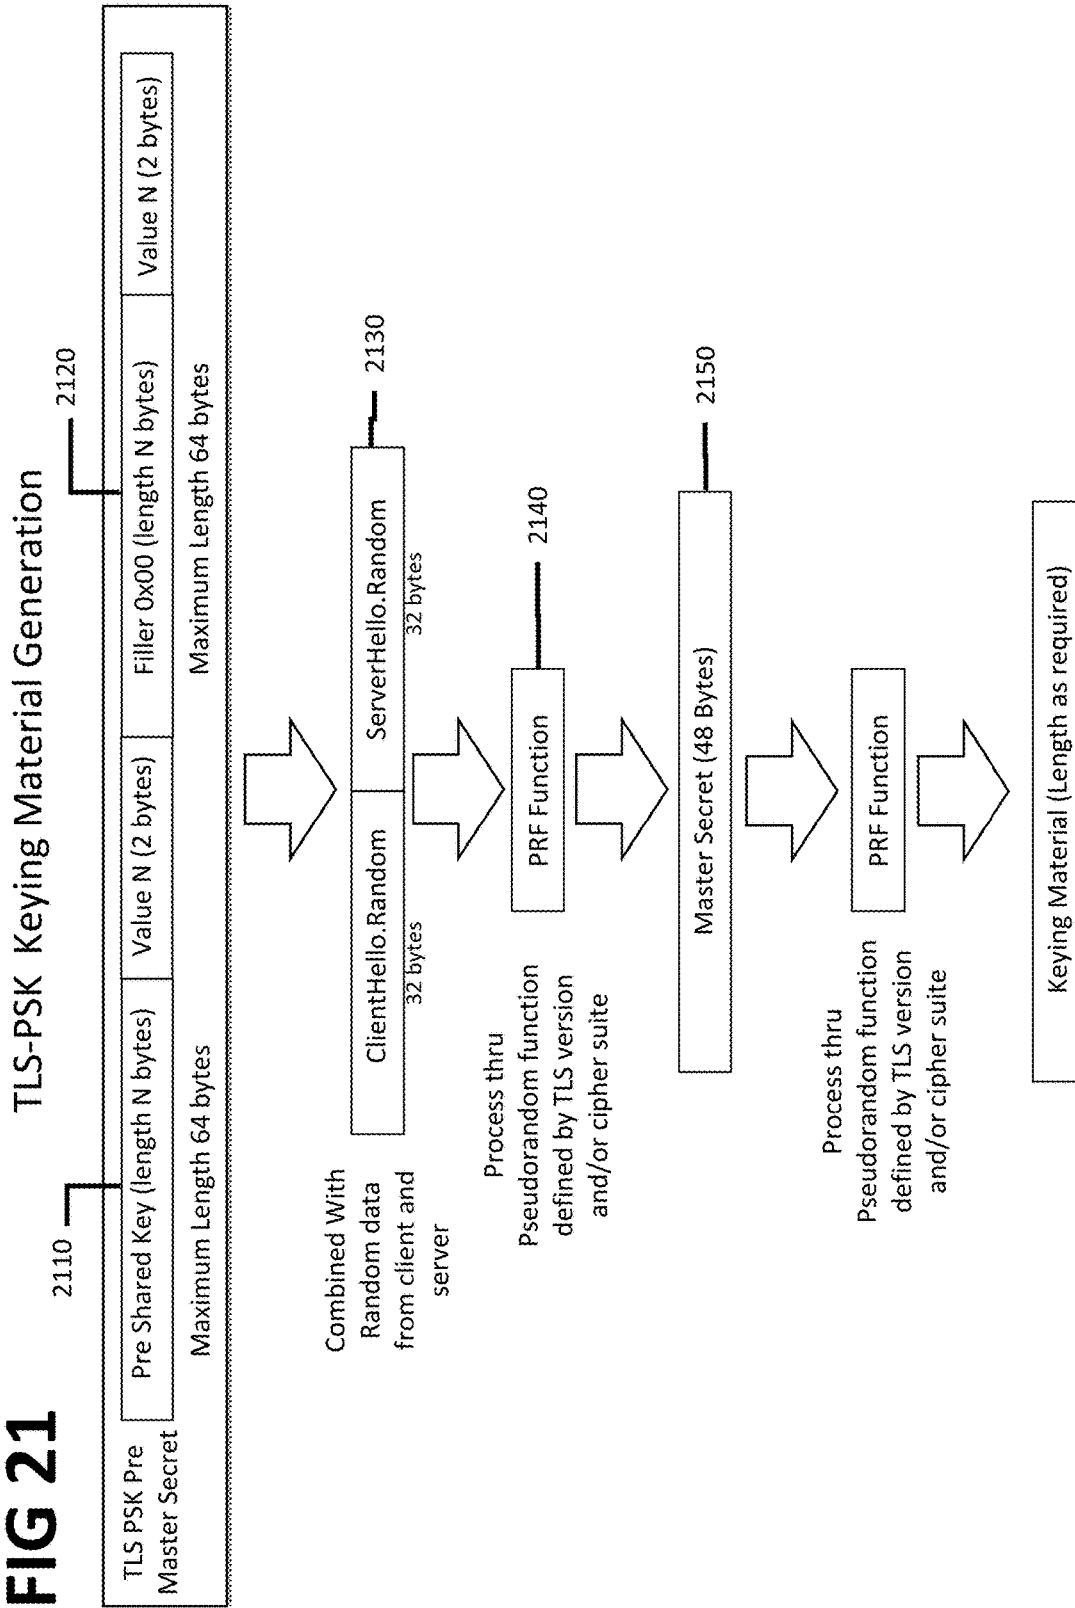 FIG 21
TLS-PSK Keying Material Generation
2110
2120
TLS PSK Pre
Master Secret
Pre Shared Key (length N bytes)
Value N (2 bytes)
Filler 0x00 (length N bytes)
Value N (2 bytes)
Maximum Length 64 bytes
Maximum Length 64 bytes
Combined With
Random data
from client and
server
ClientHello.Random
ServerHello.Random
2130
32 bytes
32 bytes
Process thru
Pseudorandom function
defined by TLS version
and/or cipher suite
PRF Function
2140
Master Secret (48 Bytes)
2150
Process thru
Pseudorandom function
defined by TLS version
and/or cipher suite
PRF Function
Keying Material (Length as required)